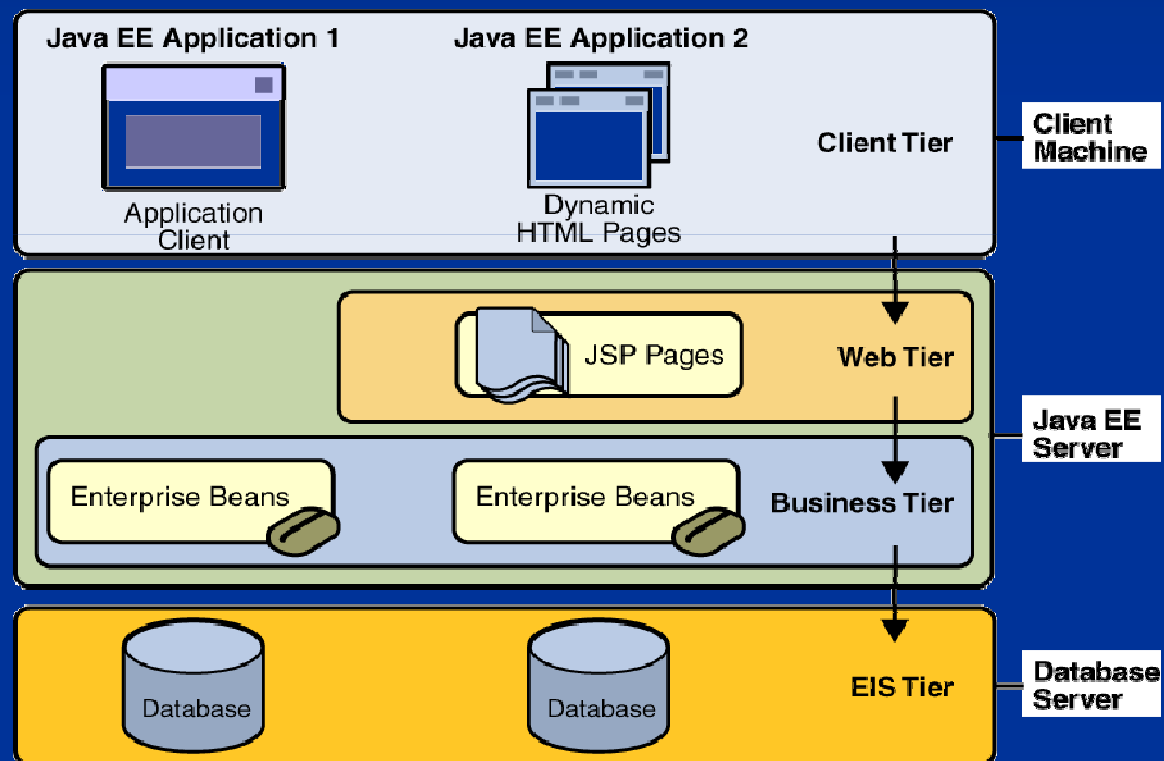 Java EE Application 1
Java EE Application 2
Application
Client
Dynamic
HTML Pages
Client Tier
Client
Machine
JSP Pages
Web Tier
Java EE
Server
Enterprise Beans
Enterprise Beans
Business Tier
Database
Database
EIS Tier
Database
Server